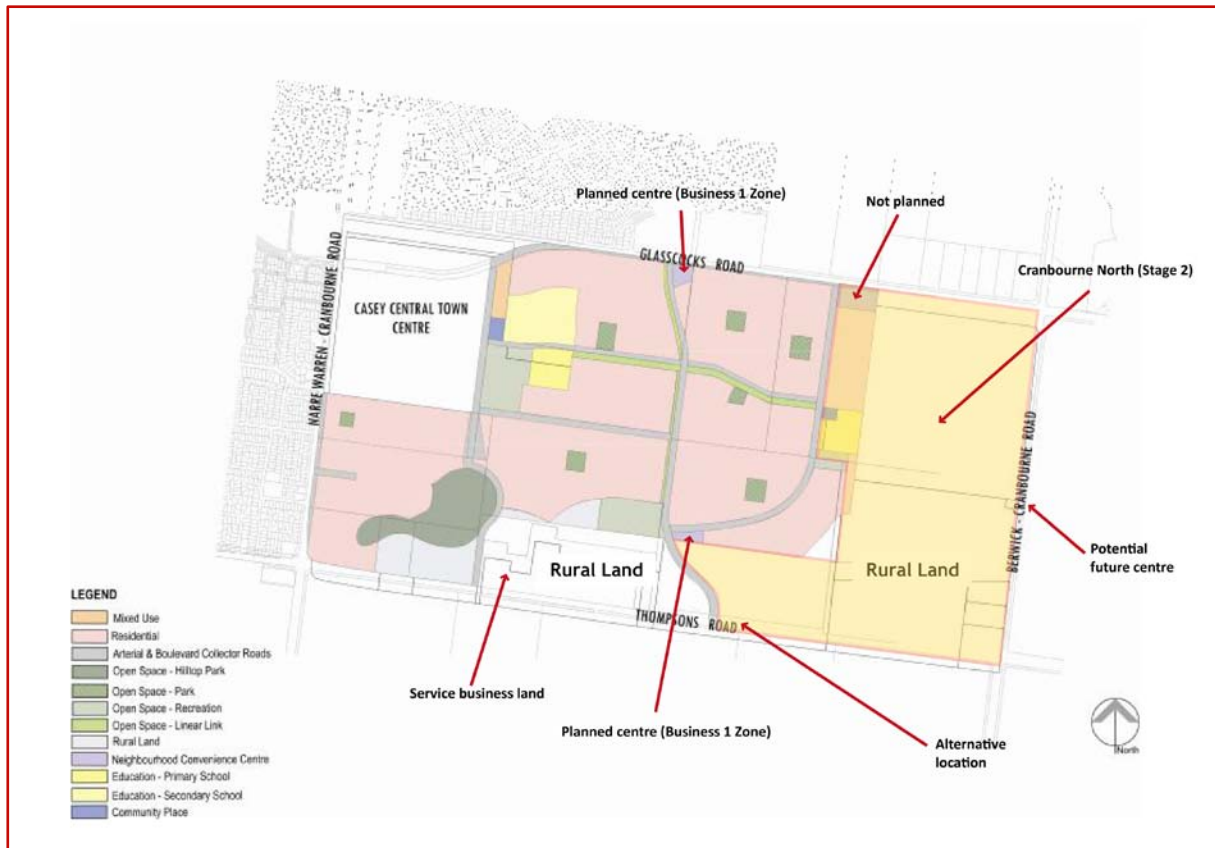 Planned centre (Business 1 Zone)
Not planned
GLASSCOCKS ROAD
Cranbourne North (Stage 2)
NARRE WARREN - CRANBOURNE ROAD
CASEY CENTRAL TOWN
CENTRE
BERWICK - CRANBOURNE ROAD
Potential
future centre
Rural Land
Rural Land
THOMPSONS ROAD
LEGEND
Mixed Use
Residential
Arterial & Boulevard Collector Roads
Open Space - Hilltop Park
Open Space - Park
Open Space - Recreation
Open Space - Linear Link
Rural Land
Neighbourhood Convenience Centre
Education - Primary School
Education - Secondary School
Community Place
Service business land
Planned centre (Business 1 Zone)
Alternative
location
North